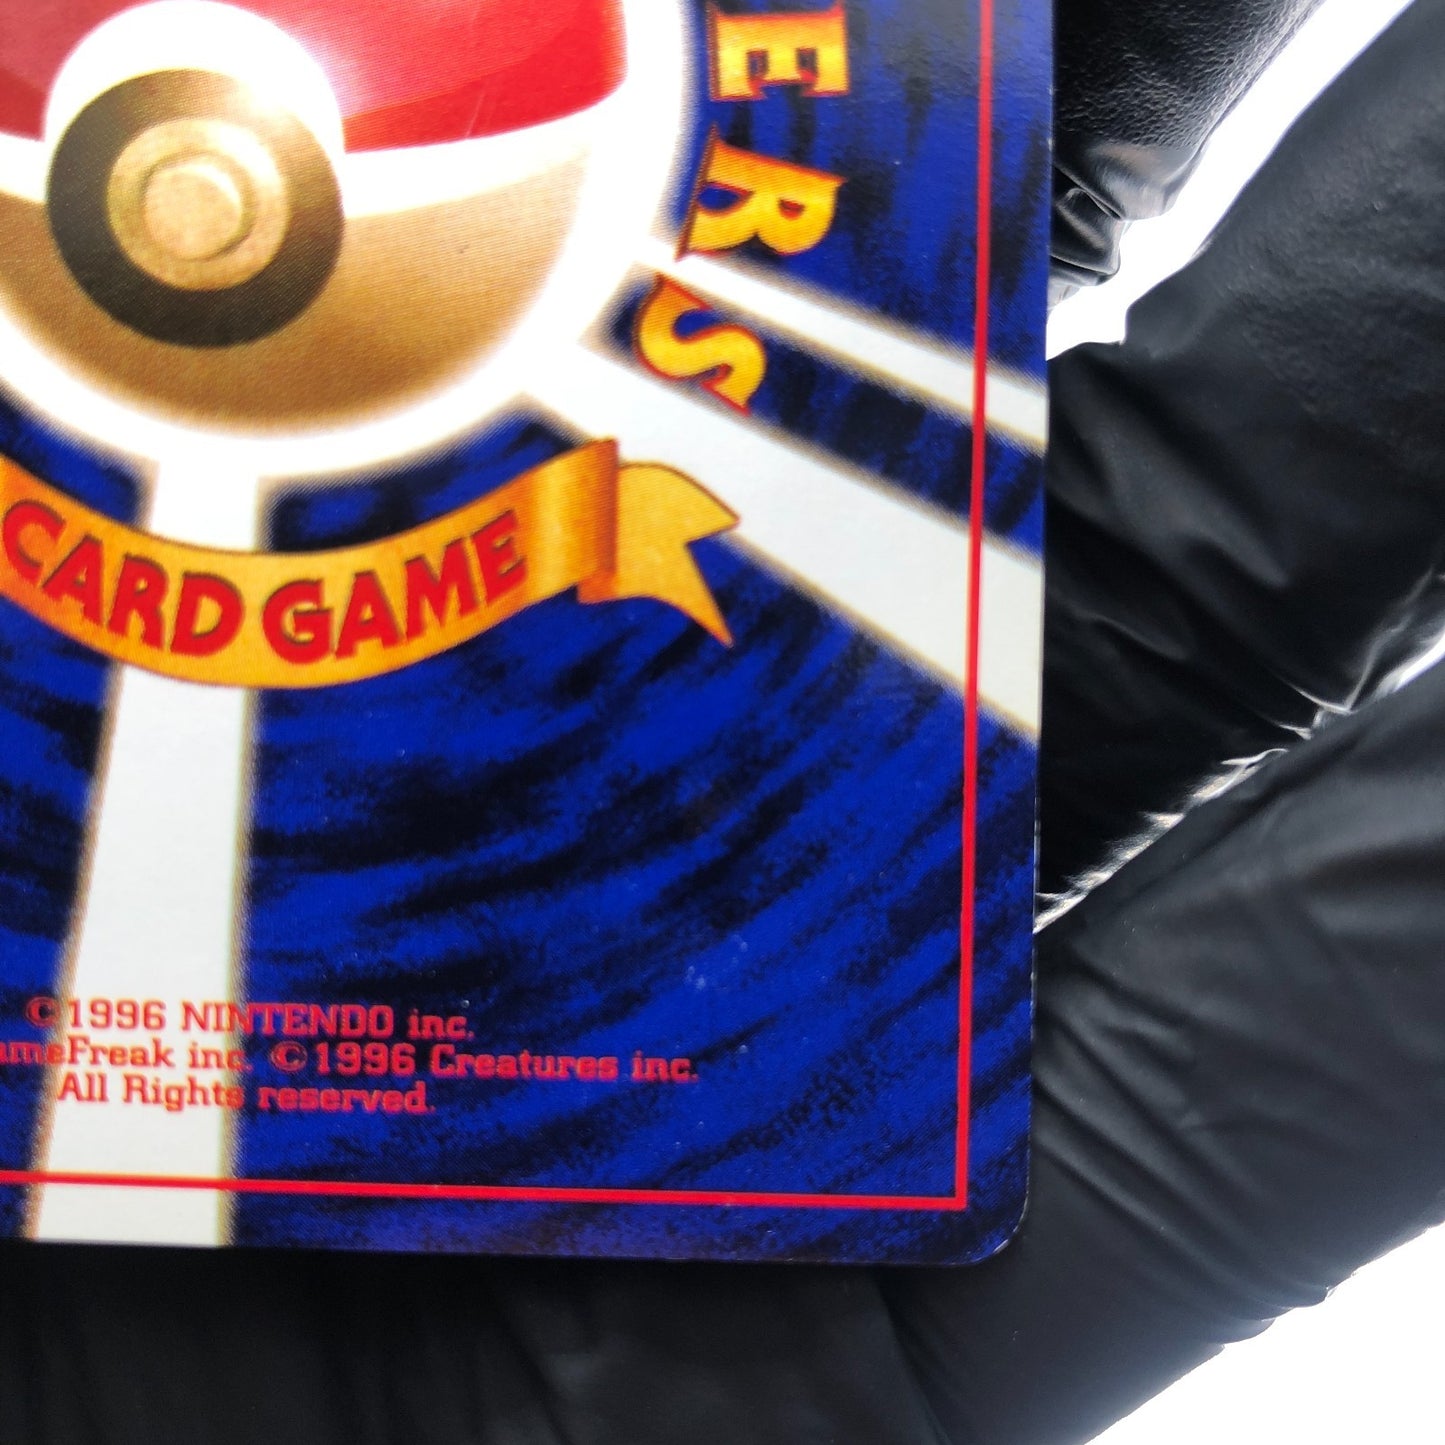 ERS
CARD GAME
©1996 NINTENDO inc.
ameFreak inc. ©1996 Creatures inc.
All Rights reserved.